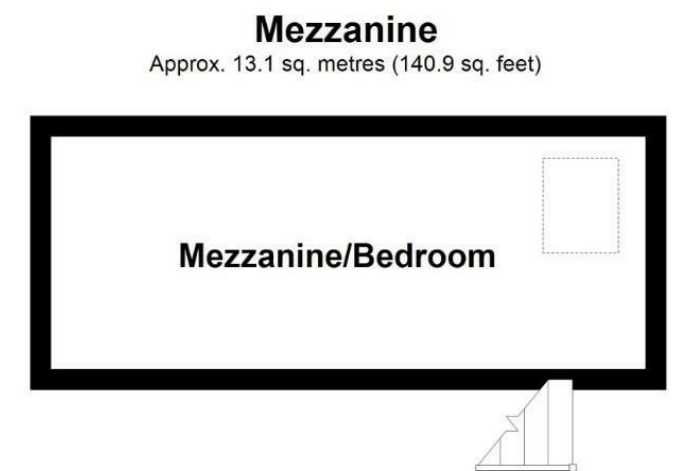 Mezzanine
Approx. 13.1 sq. metres (140.9 sq. feet)
Mezzanine/Bedroom